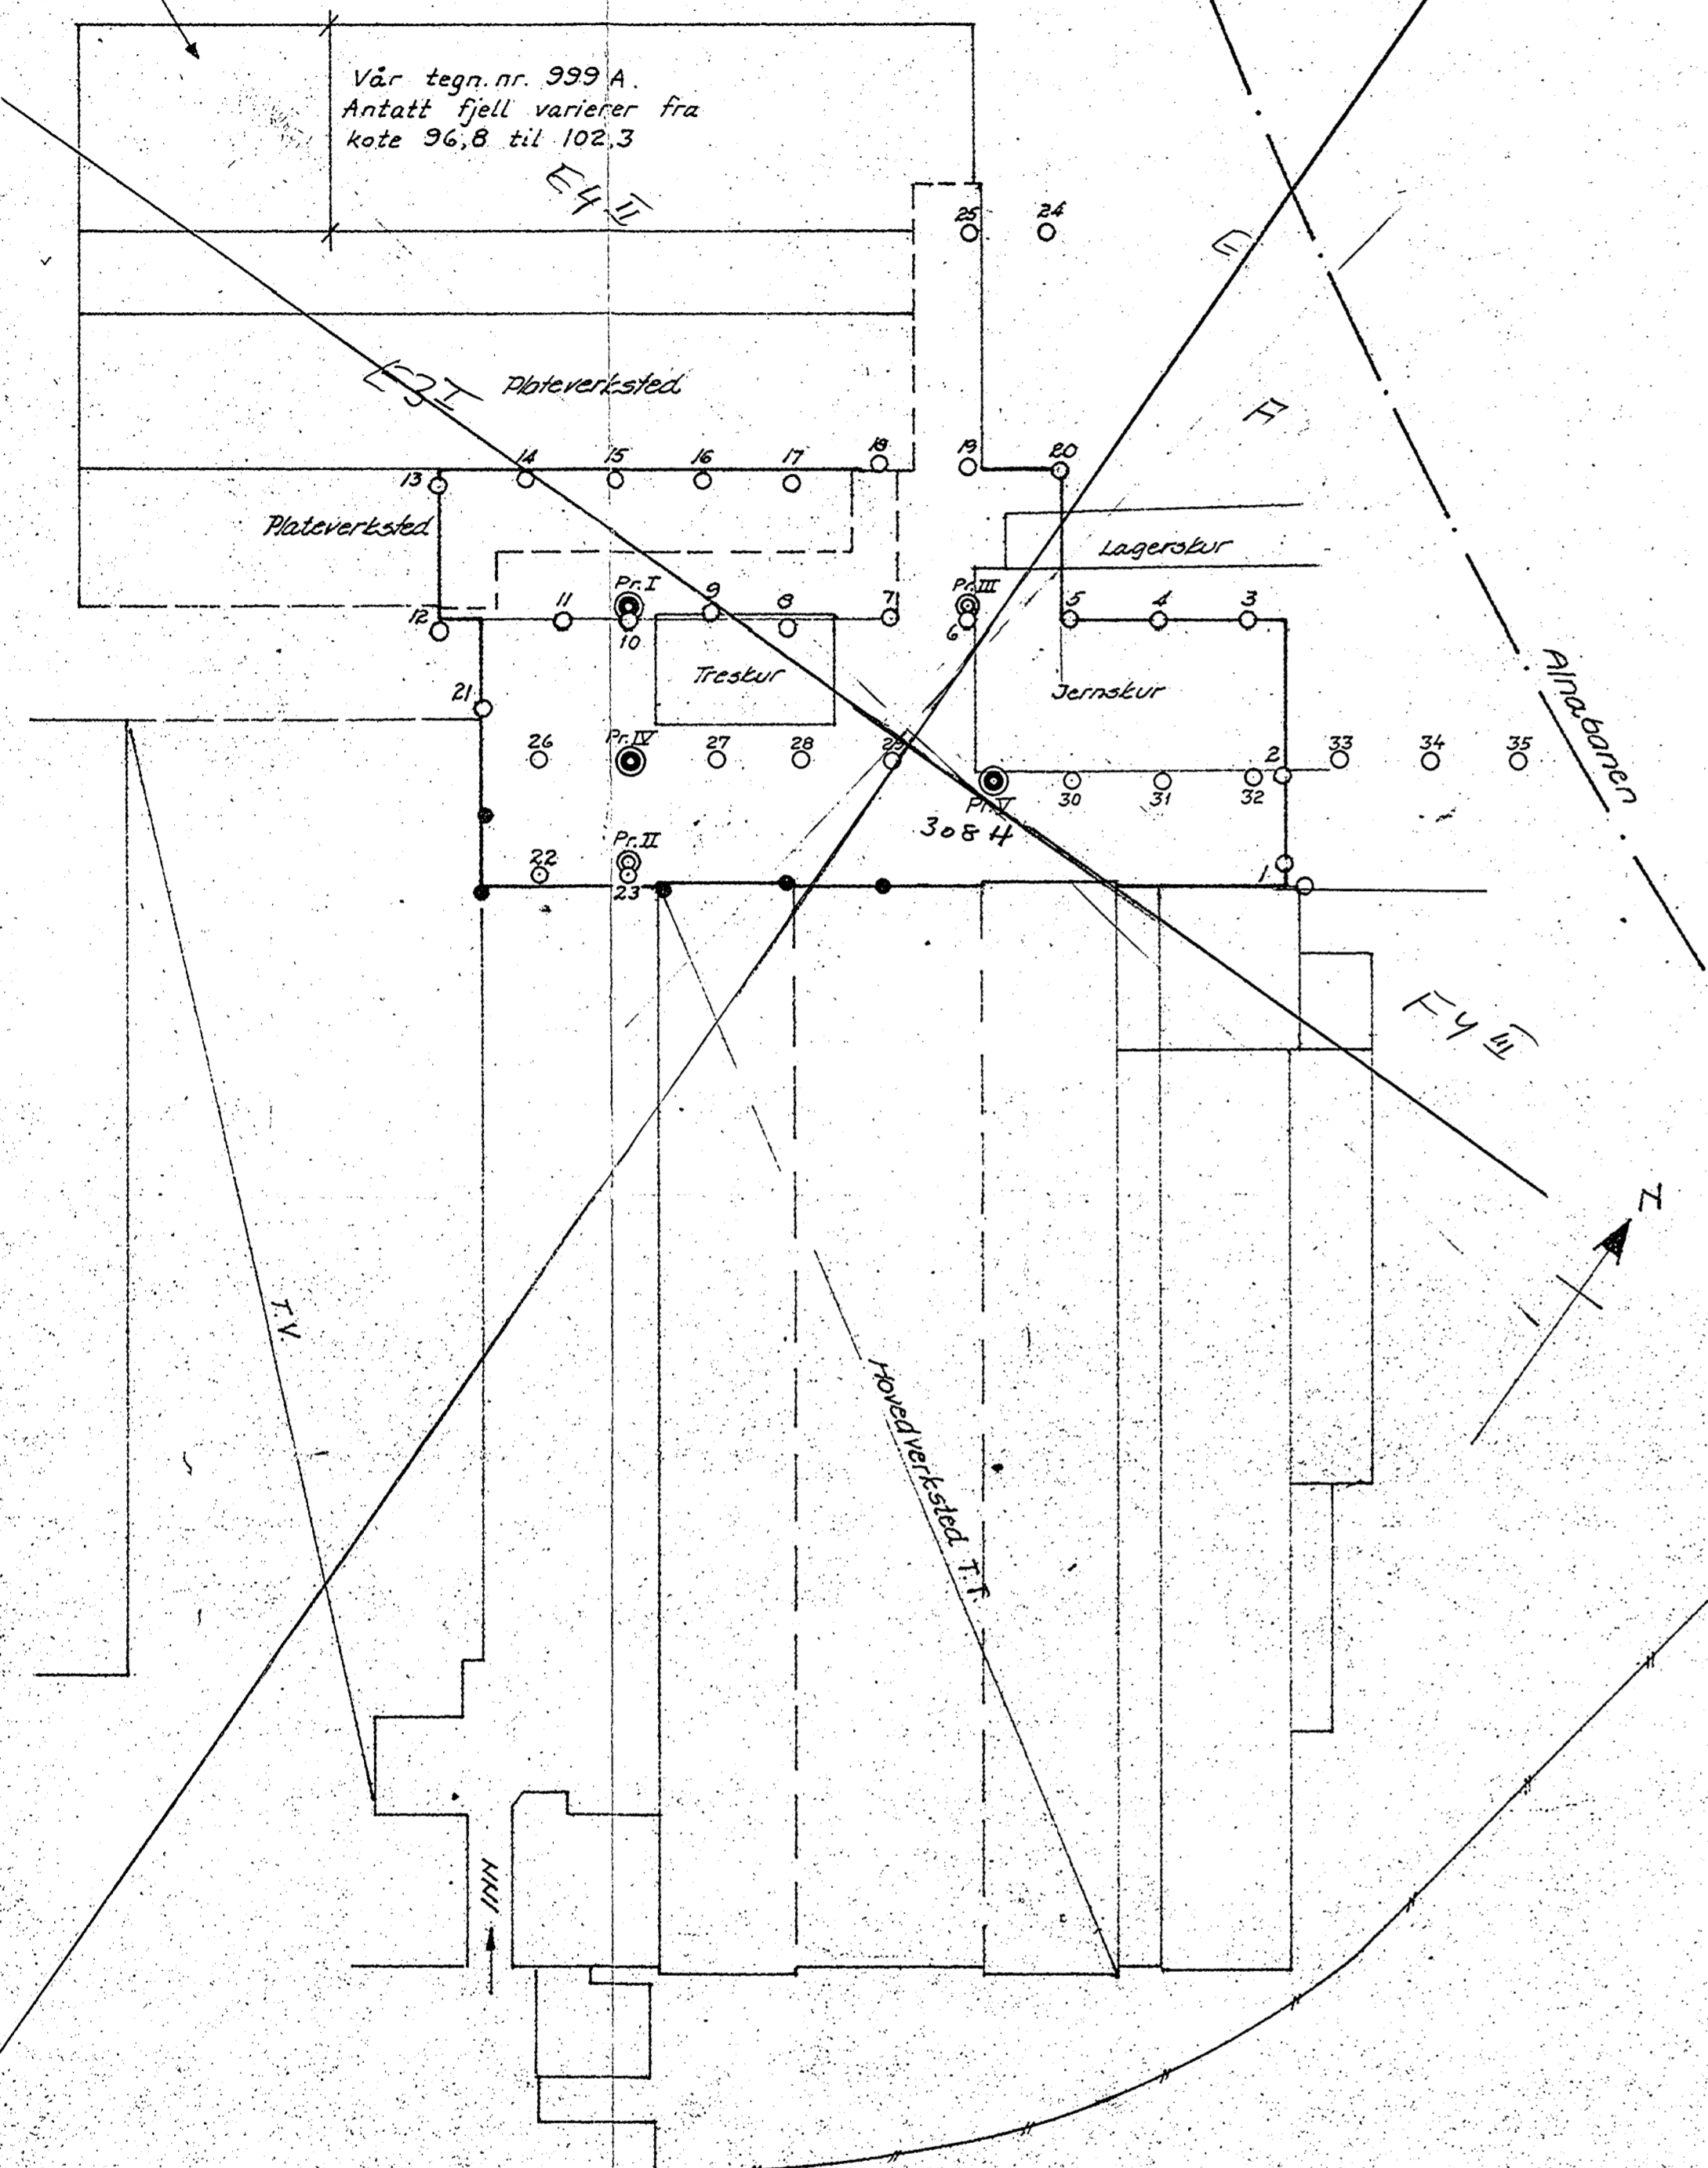 Vår tegn. nr. 999 A.
Antatt fjell varierer fra
kote 96,8 til 102,3
E4 II
25
24
E
E3 I
Plateverksted
F
13
14
15
16
17
18
19
20
Plateverksted
Lagerskur
Pr. I
Pr. III
12
11
10
9
8
7
6
5
4
3
Treskur
Jernskur
Alnabanen
21
26
Pr. IV
27
28
29
Pr. V
30
31
32
2
33
34
35
308 H
22
Pr. II
23
1
F4 III
N
T.V.
Hovedverksted T.T.
INN